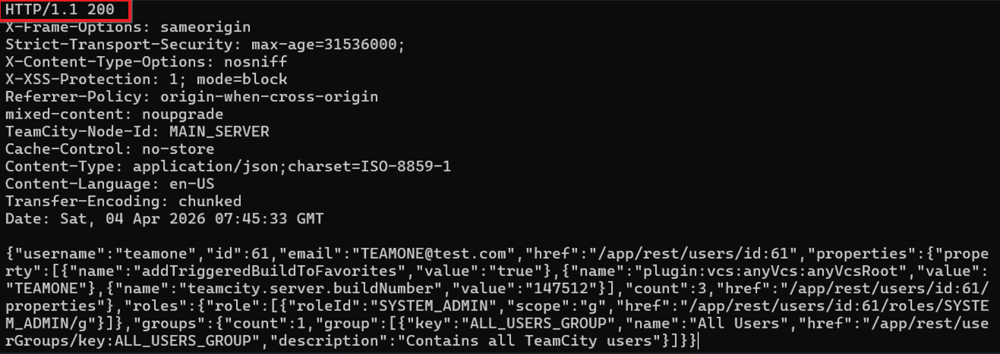 HTTP/1.1 200
X-Frame-Options: sameorigin
Strict-Transport-Security: max-age=31536000;
X-Content-Type-Options: nosniff
X-XSS-Protection: 1; mode=block
Referrer-Policy: origin-when-cross-origin
mixed-content: noupgrade
TeamCity-Node-Id: MAIN_SERVER
Cache-Control: no-store
Content-Type: application/json;charset=ISO-8859-1
Content-Language: en-US
Transfer-Encoding: chunked
Date: Sat, 04 Apr 2026 07:45:33 GMT
{"username":"teamone","id":61,"email":"TEAMONE@test.com","href":"/app/rest/users/id:61","properties":{"prope
rty":[{"name":"addTriggeredBuildToFavorites","value":"true"},{"name":"plugin:vcs:anyVcs:anyVcsRoot","value":
"TEAMONE"},{"name":"teamcity.server.buildNumber","value":"147512"}],"count":3,"href":"/app/rest/users/id:61/
properties"},"roles":{"role":[{"roleId":"SYSTEM_ADMIN","scope":"g","href":"/app/rest/users/id:61/roles/SYSTE
M_ADMIN/g"}]},"groups":{"count":1,"group":[{"key":"ALL_USERS_GROUP","name":"All Users","href":"/app/rest/use
rGroups/key:ALL_USERS_GROUP","description":"Contains all TeamCity users"}]}}